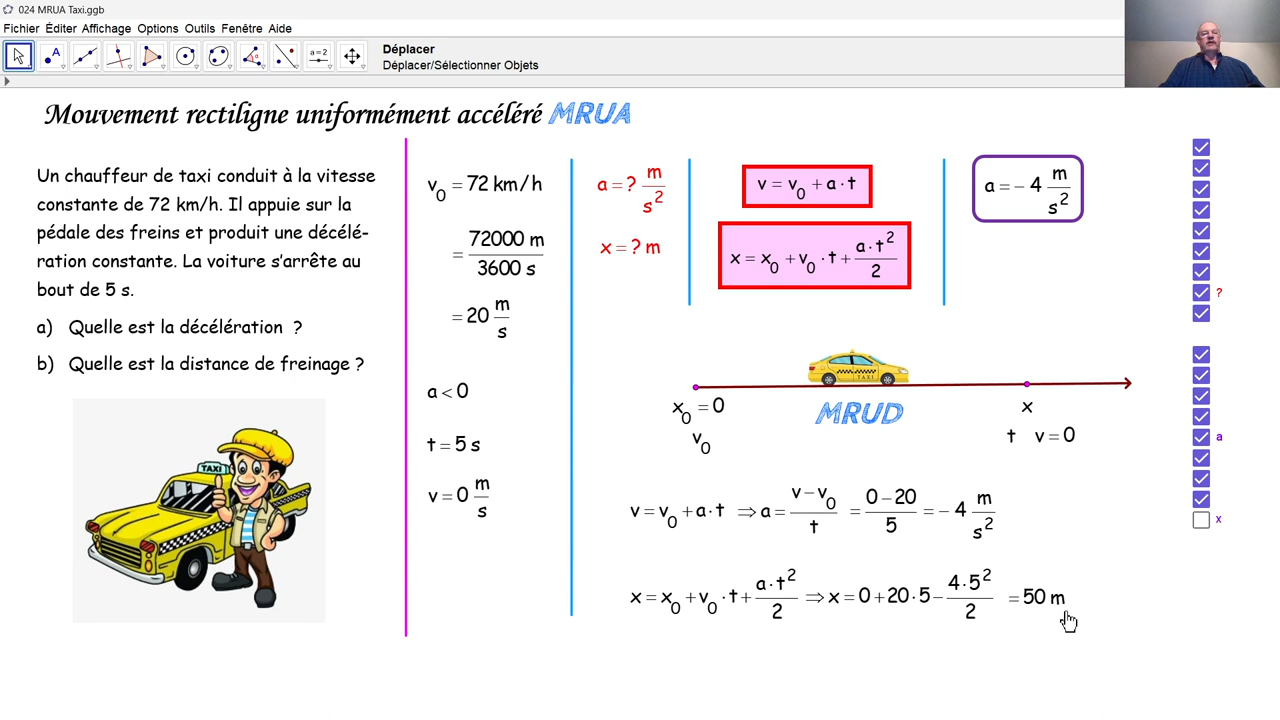 024 MRUA Taxi.ggb
Fichier Éditer Affichage Options Outils Fenêtre Aide
A
a=2
Déplacer
Déplacer/Sélectionner Objets
Mouvement rectiligne uniformément accéléré MRUA
Un chauffeur de taxi conduit à la vitesse
constante de 72 km/h. Il appuie sur la
pédale des freins et produit une décélé-
ration constante. La voiture s'arrête au
bout de 5 s.
a) Quelle est la décélération ?
b) Quelle est la distance de freinage ?
TAXI
v₀ = 72 km/h
= 72000 m / 3600 s
= 20 m/s
a < 0
t = 5 s
v = 0 m/s
a = ? m/s²
x = ? m
v = v₀ + a · t
x = x₀ + v₀ · t + a · t² / 2
a = − 4 m/s²
TAXI
x₀ = 0
MRUD
x
v₀
t v = 0
v = v₀ + a · t ⇒ a = (v − v₀) / t = (0 − 20) / 5 = − 4 m/s²
x = x₀ + v₀ · t + a · t² / 2 ⇒ x = 0 + 20 · 5 − 4 · 5² / 2 = 50 m
?
a
x